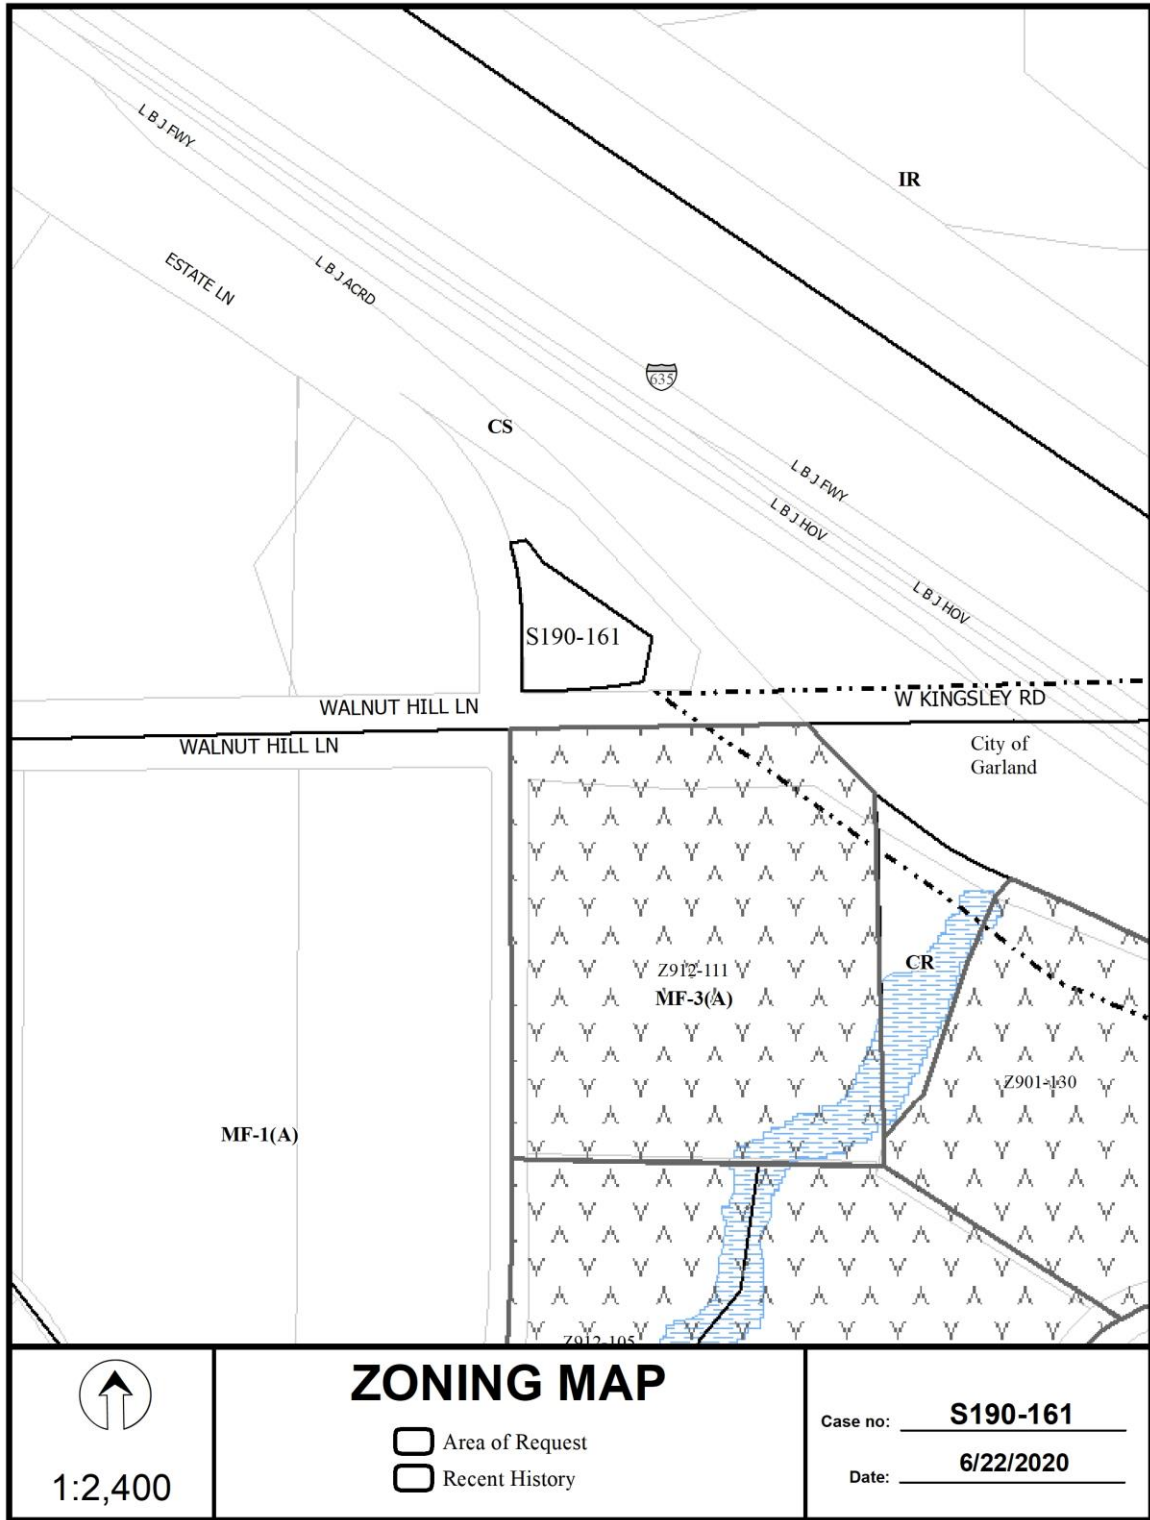 L B J FWY
IR
ESTATE LN
L B J ACRD
635
CS
L B J FWY
L B J HOV
L B J HOV
S190-161
W KINGSLEY RD
WALNUT HILL LN
WALNUT HILL LN
City of
Garland
CR
Z912-111
MF-3(A)
Z901-130
MF-1(A)
Z912-105
ZONING MAP
Area of Request
Recent History
1:2,400
Case no: S190-161
Date: 6/22/2020